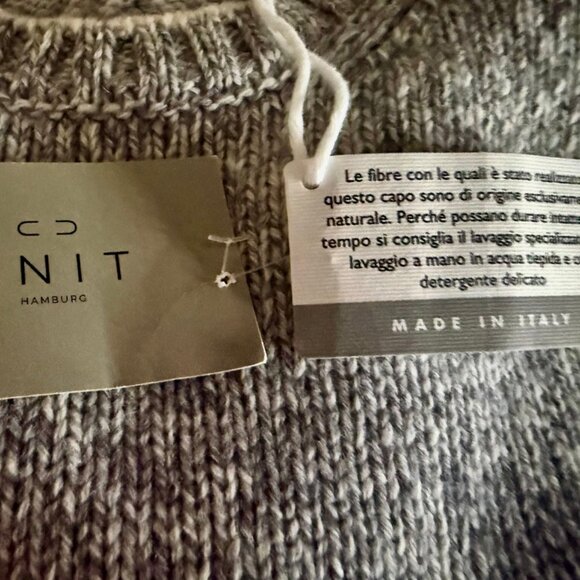 NIT
HAMBURG
Le fibre con le quali è stato
questo capo sono di origine
naturale. Perché possano durare
tempo si consiglia il lavaggio
lavaggio a mano in acqua tiepida e
detergente delicato
MADE IN ITALY